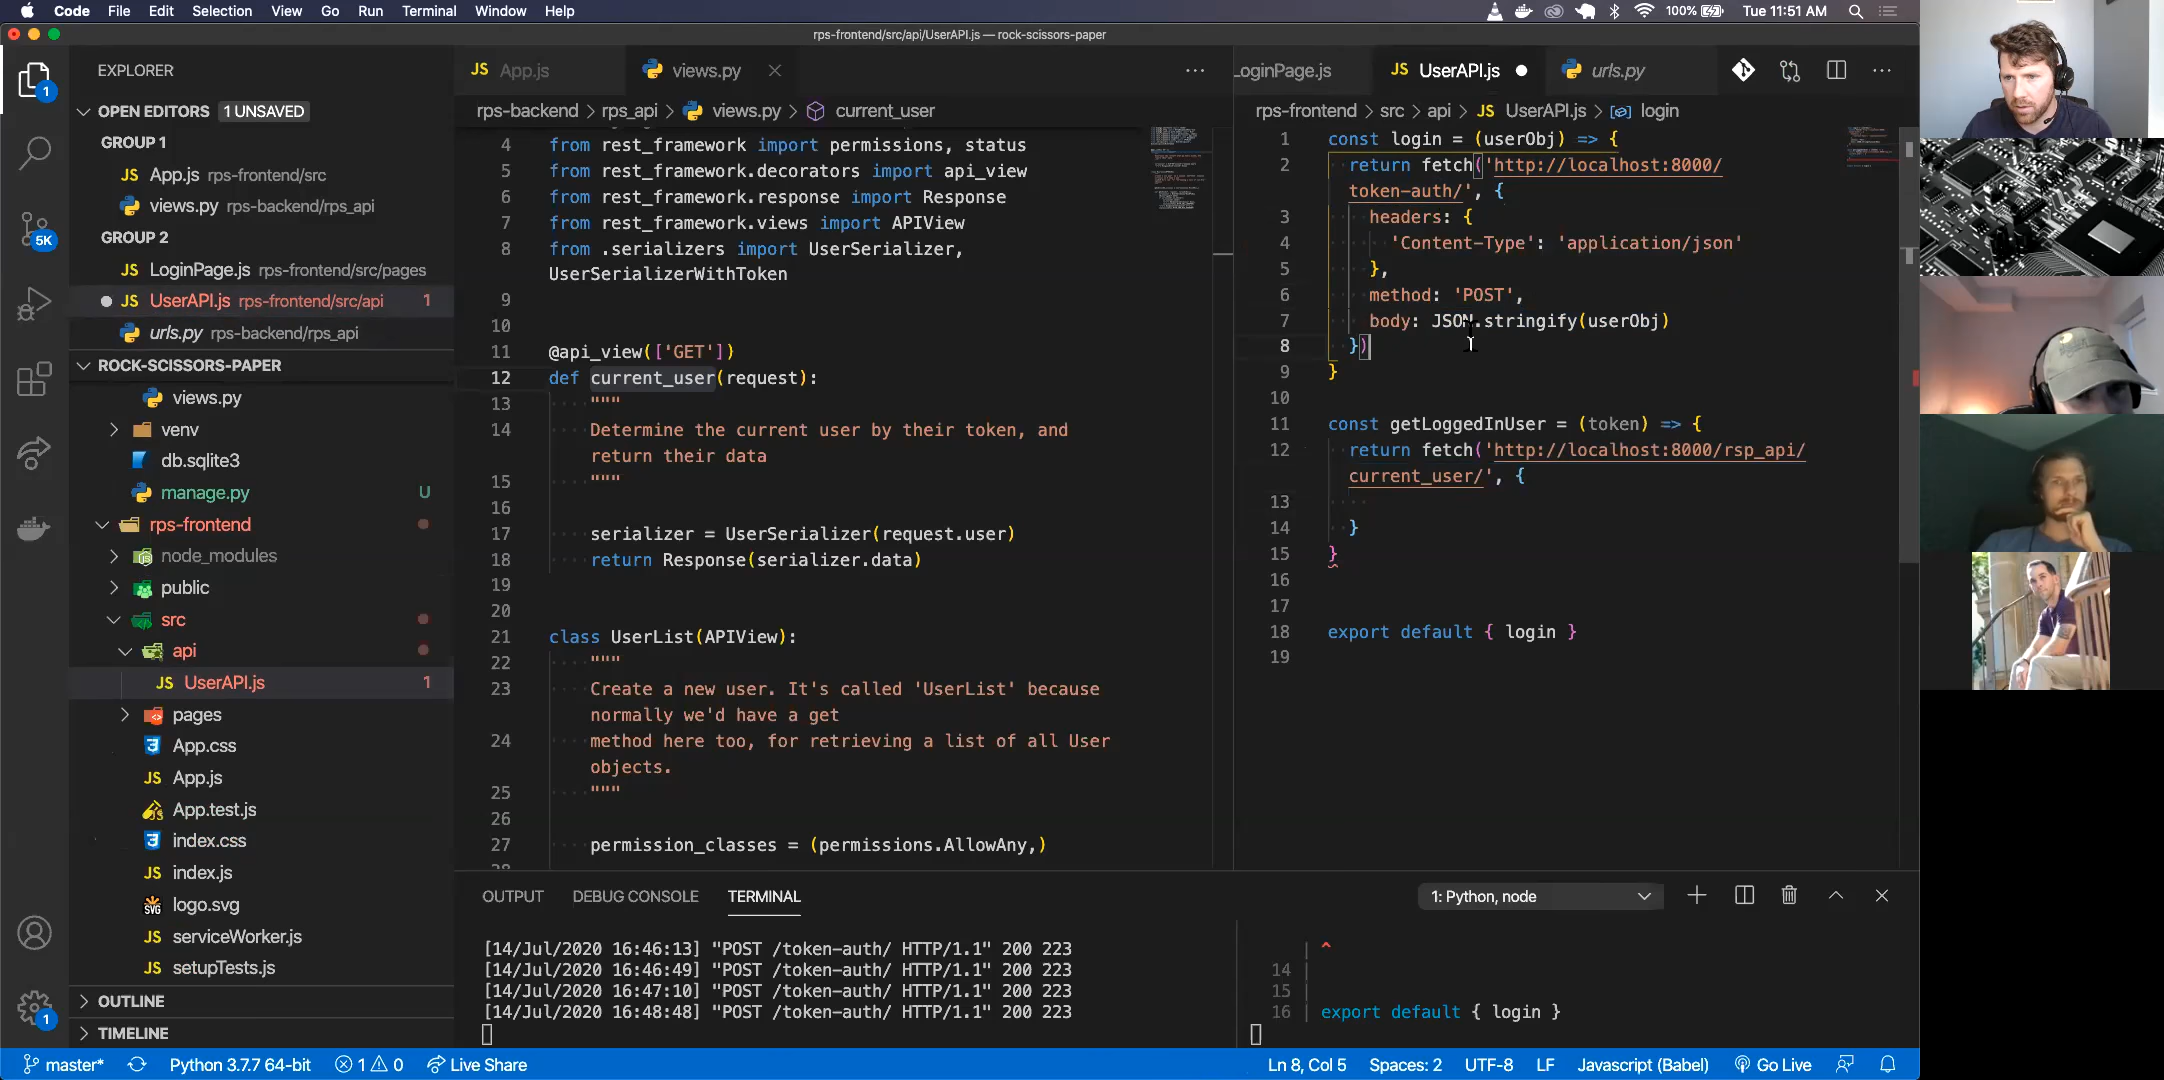 Code File Edit Selection View Go Run Terminal Window Help 100% Tue 11:51 AM
rps-frontend/src/api/UserAPI.js — rock-scissors-paper
EXPLORER
OPEN EDITORS 1 UNSAVED
GROUP 1
JS App.js rps-frontend/src
views.py rps-backend/rps_api
GROUP 2
JS LoginPage.js rps-frontend/src/pages
JS UserAPI.js rps-frontend/src/api 1
urls.py rps-backend/rps_api
ROCK-SCISSORS-PAPER
views.py
venv
db.sqlite3
manage.py U
rps-frontend
node_modules
public
src
api
JS UserAPI.js 1
pages
App.css
JS App.js
App.test.js
index.css
JS index.js
logo.svg
JS serviceWorker.js
JS setupTests.js
OUTLINE
TIMELINE
1
5K
1
JS App.js views.py
rps-backend > rps_api > views.py > current_user
4 from rest_framework import permissions, status
5 from rest_framework.decorators import api_view
6 from rest_framework.response import Response
7 from rest_framework.views import APIView
8 from .serializers import UserSerializer,
UserSerializerWithToken
9
10
11 @api_view(['GET'])
12 def current_user(request):
13 """
14 Determine the current user by their token, and
return their data
15 """
16
17 serializer = UserSerializer(request.user)
18 return Response(serializer.data)
19
20
21 class UserList(APIView):
22 """
23 Create a new user. It's called 'UserList' because
normally we'd have a get
24 method here too, for retrieving a list of all User
objects.
25 """
26
27 permission_classes = (permissions.AllowAny,)
LoginPage.js JS UserAPI.js urls.py
rps-frontend > src > api > JS UserAPI.js > login
1 const login = (userObj) => {
2 return fetch('http://localhost:8000/
token-auth/', {
3 headers: {
4 'Content-Type': 'application/json'
5 },
6 method: 'POST',
7 body: JSON.stringify(userObj)
8 })
9 }
10
11 const getLoggedInUser = (token) => {
12 return fetch('http://localhost:8000/rsp_api/
current_user/', {
13
14 }
15 }
16
17
18 export default { login }
19
OUTPUT DEBUG CONSOLE TERMINAL 1: Python, node
[14/Jul/2020 16:46:13] "POST /token-auth/ HTTP/1.1" 200 223
[14/Jul/2020 16:46:49] "POST /token-auth/ HTTP/1.1" 200 223
[14/Jul/2020 16:47:10] "POST /token-auth/ HTTP/1.1" 200 223
[14/Jul/2020 16:48:48] "POST /token-auth/ HTTP/1.1" 200 223
| ^
14 |
15 |
16 | export default { login }
master* Python 3.7.7 64-bit 1 0 Live Share Ln 8, Col 5 Spaces: 2 UTF-8 LF Javascript (Babel) Go Live